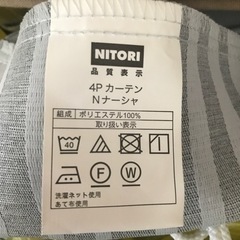 NITORI
品質表示
4P カーテン
Nナーシャ
組成 ポリエステル100%
取り扱い表示
40
F W
洗濯ネット使用
あて布使用